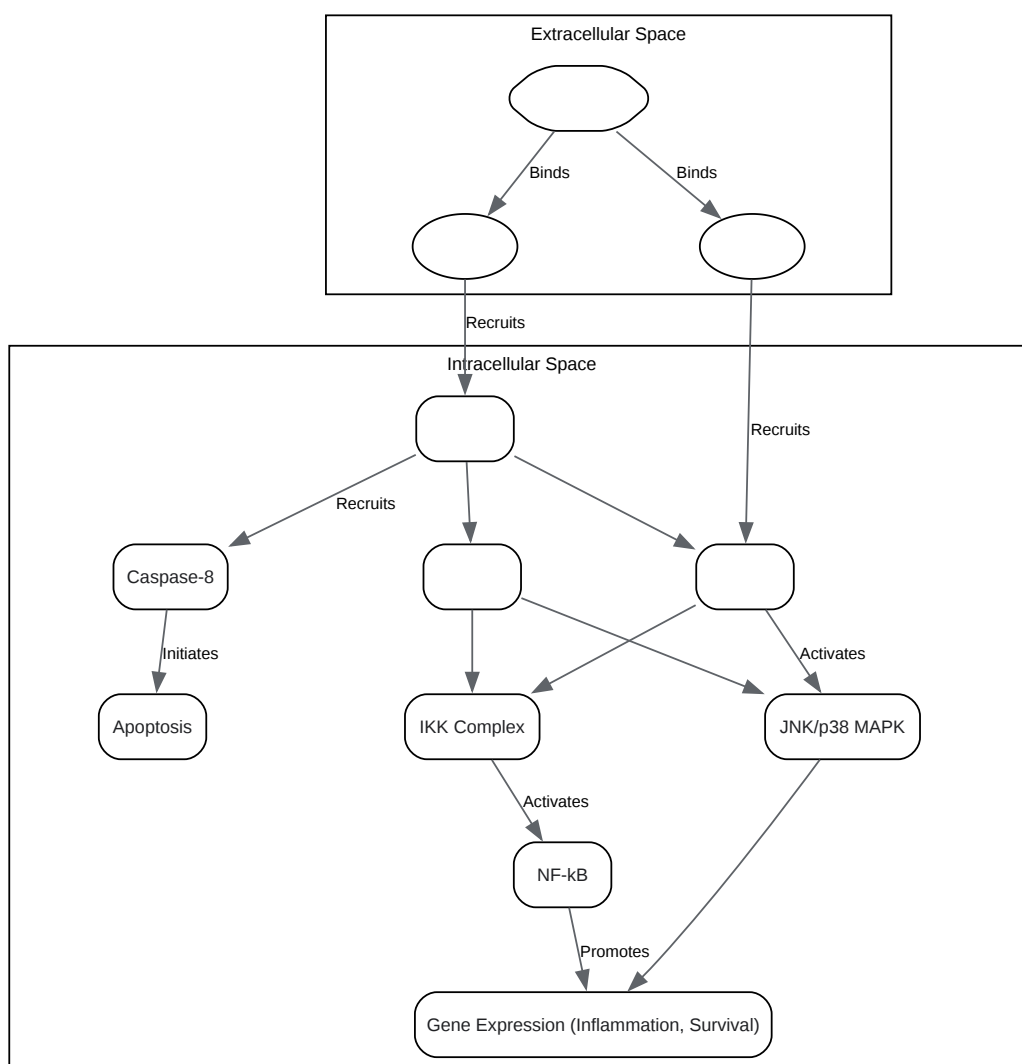 Extracellular Space
Binds
Binds
Recruits
Intracellular Space
Recruits
Recruits
Caspase-8
Initiates
Activates
Apoptosis
IKK Complex
JNK/p38 MAPK
Activates
NF-kB
Promotes
Gene Expression (Inflammation, Survival)